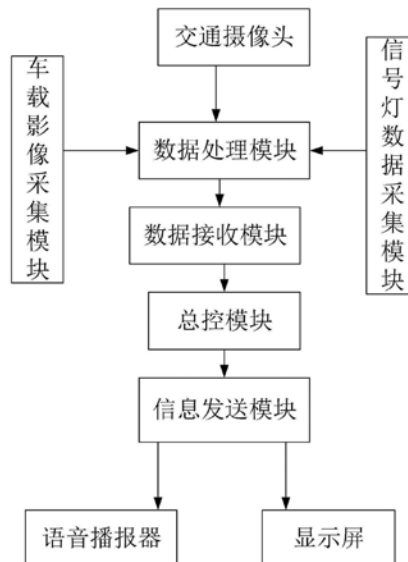 交通摄像头
车载影像采集模块
信号灯数据采集模块
数据处理模块
数据接收模块
总控模块
信息发送模块
语音播报器
显示屏